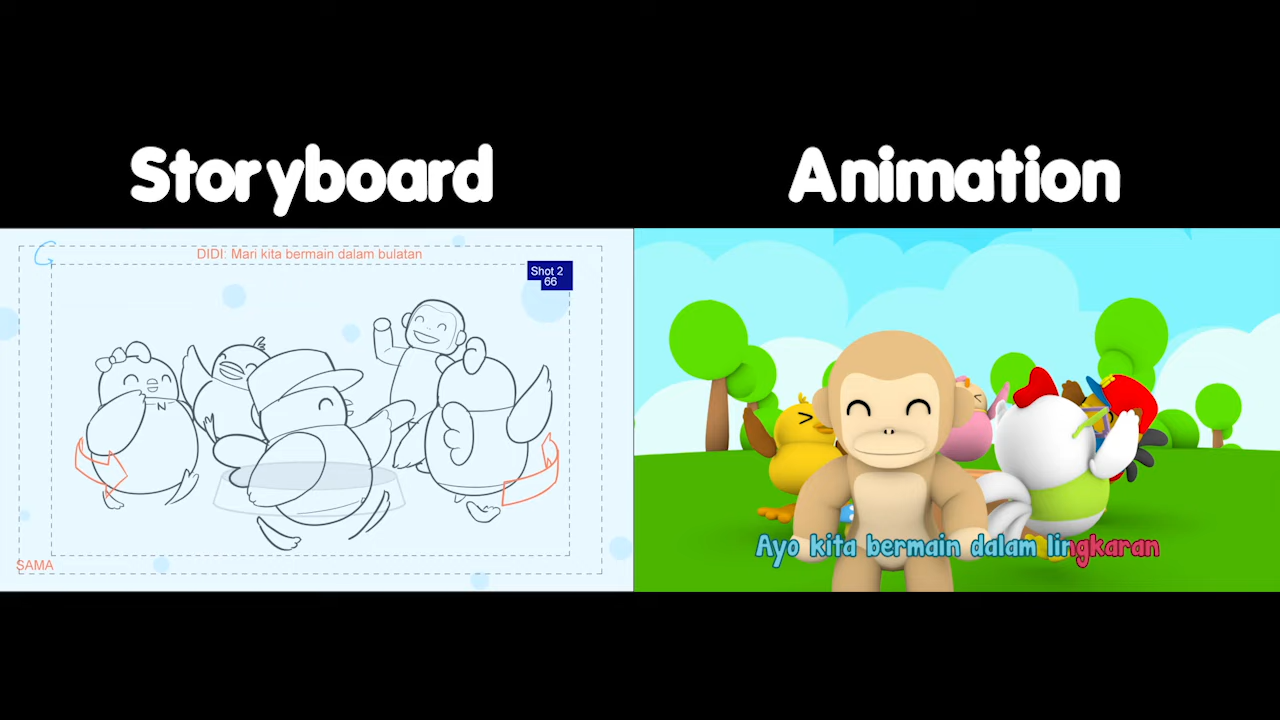 Storyboard
Animation
DIDI: Mari kita bermain dalam bulatan
Shot 2
66
SAMA
Ayo kita bermain dalam lingkaran